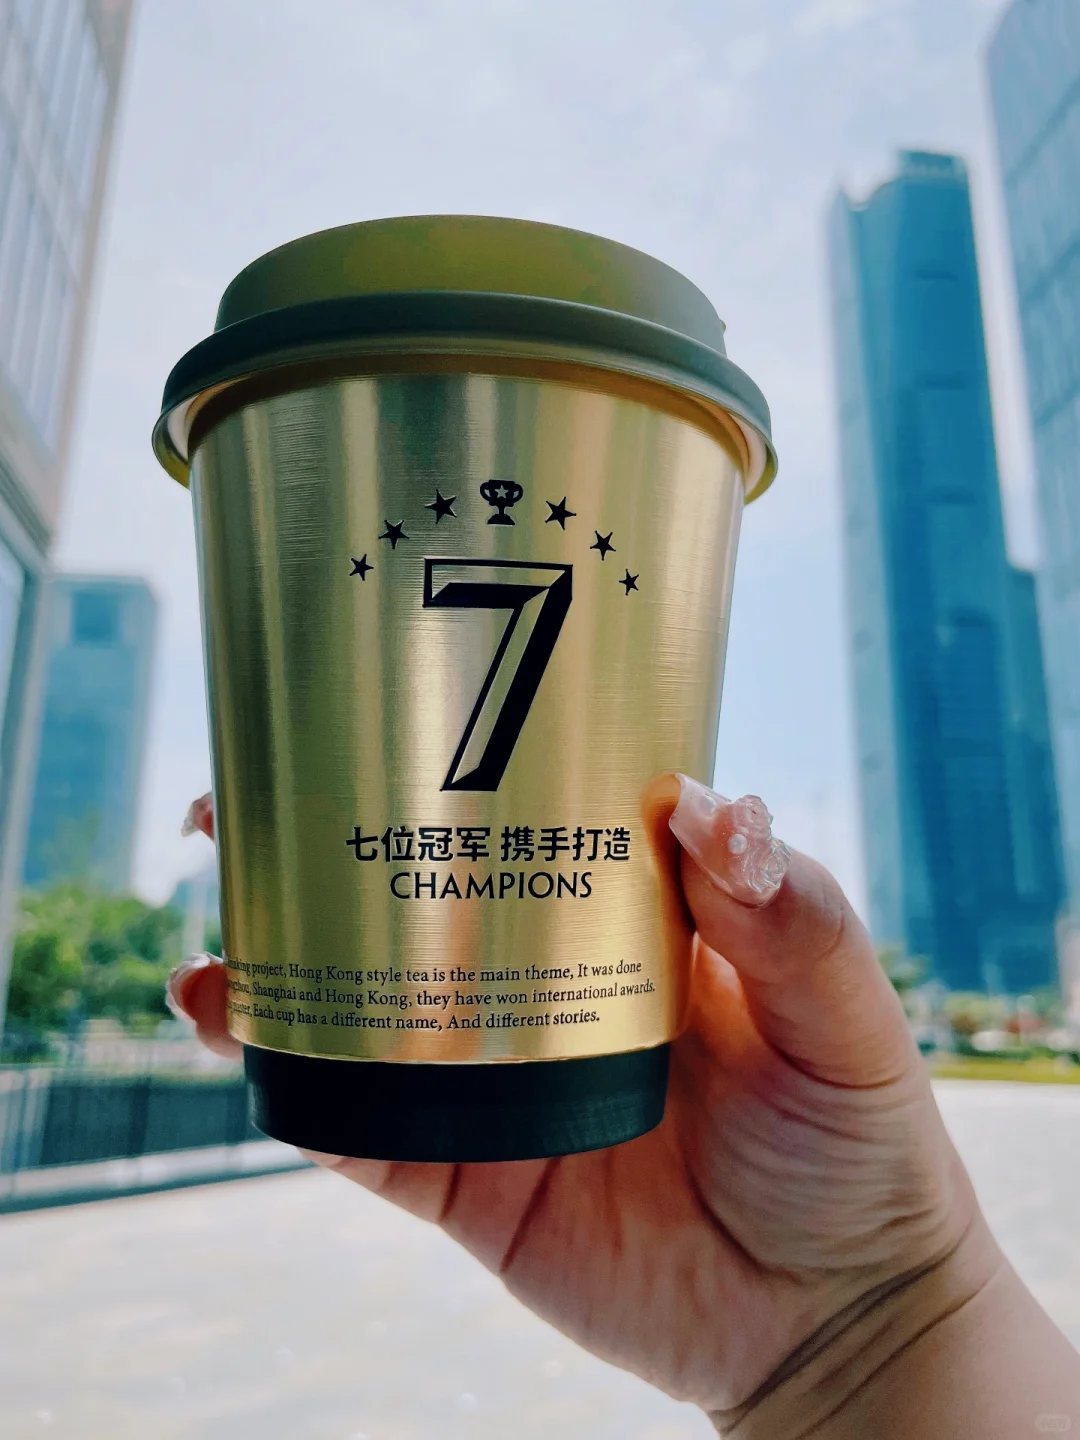 7
七位冠军 携手打造
CHAMPIONS
project, Hong Kong style tea is the main theme, It was done
Shanghai and Hong Kong, they have won international awards.
Each cup has a different name, And different stories.